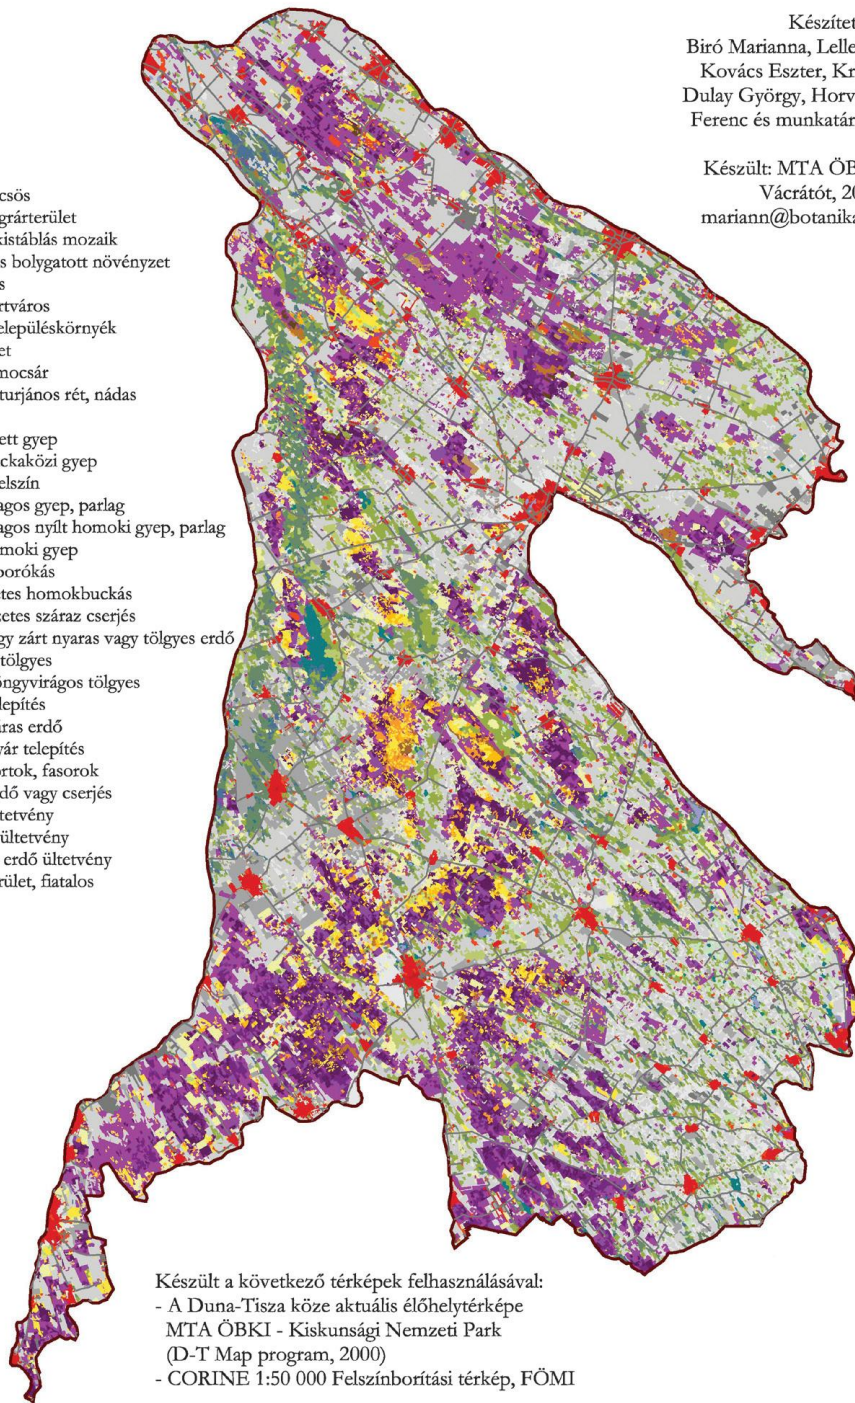 Készítet
Biró Marianna, Lelle
Kovács Eszter, Kr
Dulay György, Horv
Ferenc és munkatár
Készült: MTA ÖB
Vácrátót, 20
mariann@botanika
csös
grárterület
kistáblás mozaik
s bolygatott növényzet
s
rtváros
elepüléskörnyék
et
mocsár
turjános rét, nádas
ett gyep
ckaközi gyep
elszín
agos gyep, parlag
agos nyílt homoki gyep, parlag
moki gyep
borókás
etes homokbuckás
zetes száraz cserjés
gy zárt nyaras vagy tölgyes erdő
tölgyes
öngyvirágos tölgyes
lepítés
áras erdő
yár telepítés
ortok, fasorok
dő vagy cserjés
tetvény
ültetvény
erdő ültetvény
rület, fiatalos
Készült a következő térképek felhasználásával:
- A Duna-Tisza köze aktuális élőhelytérképe
MTA ÖBKI - Kiskunsági Nemzeti Park
(D-T Map program, 2000)
- CORINE 1:50 000 Felszínborítási térkép, FÖMI